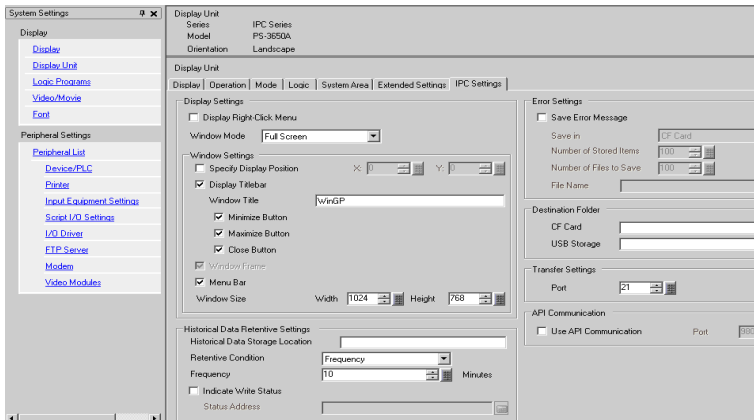 System Settings
Display
Display
Display Unit
Logic Programs
Video/Movie
Font
Peripheral Settings
Peripheral List
Device/PLC
Printer
Input Equipment Settings
Script I/O Settings
I/O Driver
FTP Server
Modem
Video Modules
Display Unit
Series IPC Series
Model PS-3650A
Orientation Landscape
Display Unit
Display Operation Mode Logic System Area Extended Settings IPC Settings
Display Settings
Display Right-Click Menu
Window Mode Full Screen
Window Settings
Specify Display Position X: 0 Y: 0
Display Titlebar
Window Title WinGP
Minimize Button
Maximize Button
Close Button
Window Frame
Menu Bar
Window Size Width 1024 Height 768
Historical Data Retentive Settings
Historical Data Storage Location
Retentive Condition Frequency
Frequency 10 Minutes
Indicate Write Status
Status Address
Error Settings
Save Error Message
Save in CF Card
Number of Stored Items 100
Number of Files to Save 100
File Name
Destination Folder
CF Card
USB Storage
Transfer Settings
Port 21
API Communication
Use API Communication Port